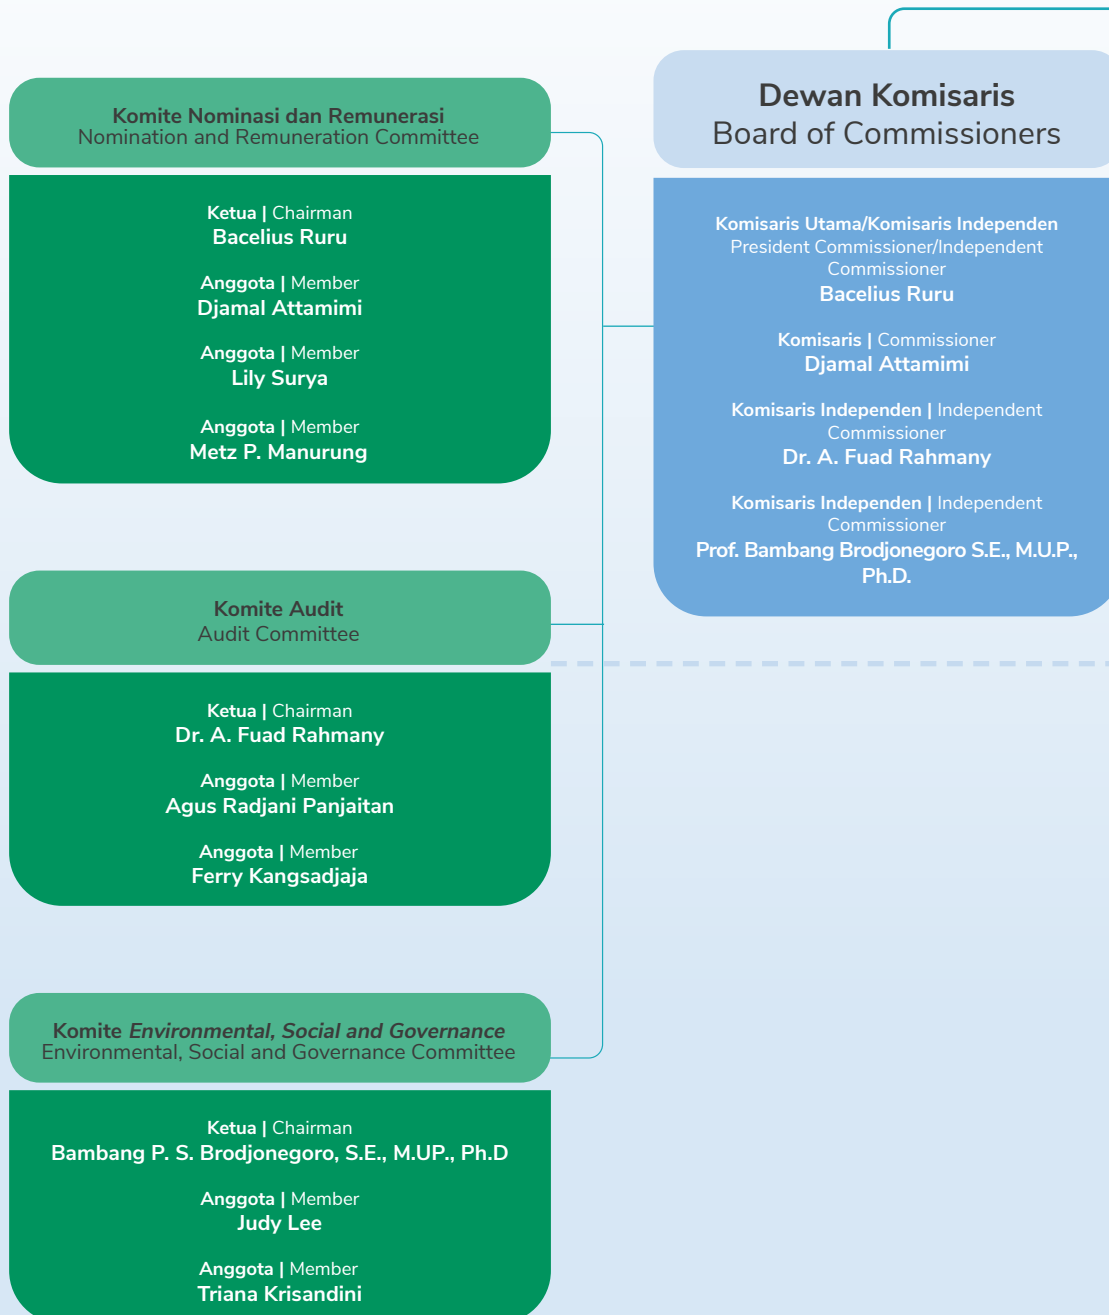 Komite Nominasi dan Remunerasi
Nomination and Remuneration Committee
Ketua | Chairman
Bacelius Ruru
Anggota | Member
Djamal Attamimi
Anggota | Member
Lily Surya
Anggota | Member
Metz P. Manurung
Komite Audit
Audit Committee
Ketua | Chairman
Dr. A. Fuad Rahmany
Anggota | Member
Agus Radjani Panjaitan
Anggota | Member
Ferry Kangsadjaja
Komite Environmental, Social and Governance
Environmental, Social and Governance Committee
Ketua | Chairman
Bambang P. S. Brodjonegoro, S.E., M.UP., Ph.D
Anggota | Member
Judy Lee
Anggota | Member
Triana Krisandini
Dewan Komisaris
Board of Commissioners
Komisaris Utama/Komisaris Independen
President Commissioner/Independent
Commissioner
Bacelius Ruru
Komisaris | Commissioner
Djamal Attamimi
Komisaris Independen | Independent
Commissioner
Dr. A. Fuad Rahmany
Komisaris Independen | Independent
Commissioner
Prof. Bambang Brodjonegoro S.E., M.U.P.,
Ph.D.